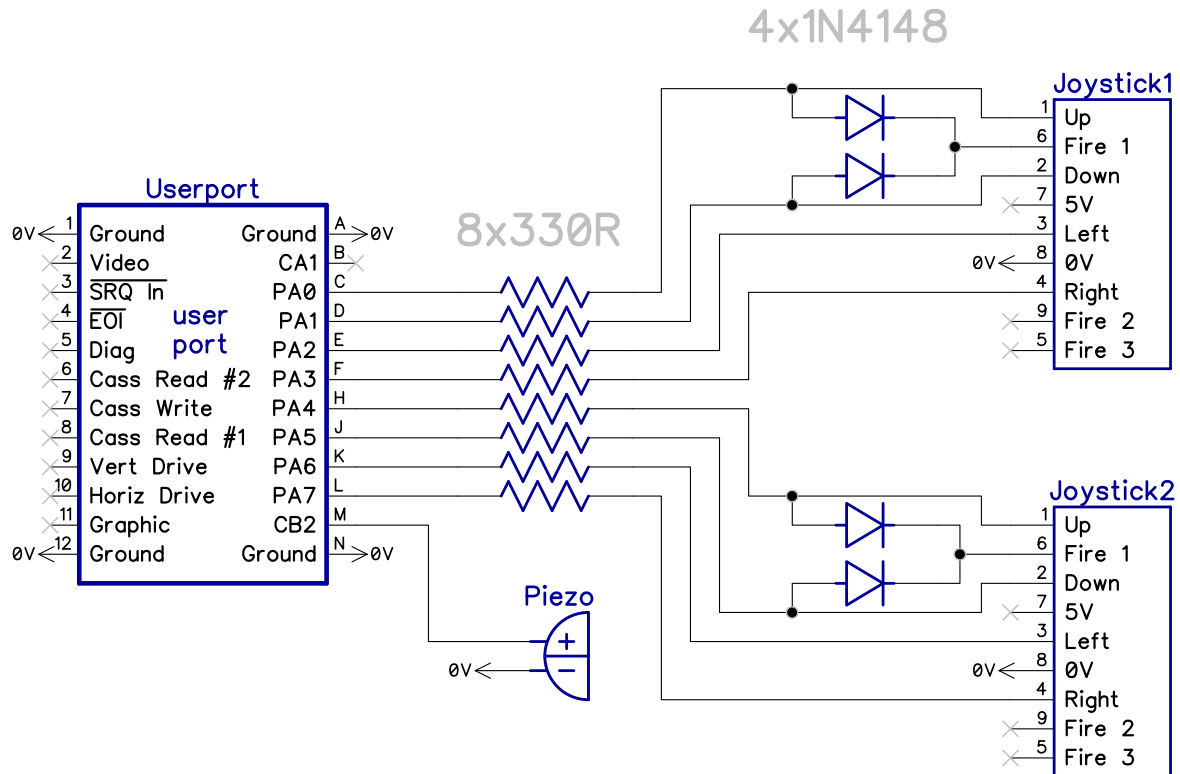 4x1N4148
Joystick1
1 Up
6 Fire 1
2 Down
7 5V
3 Left
0V 8 0V
4 Right
9 Fire 2
5 Fire 3
Userport
8x330R
0V 1 Ground Ground A 0V
2 Video CA1 B
3 SRQ In PA0 C
4 EOI user PA1 D
5 Diag port PA2 E
6 Cass Read #2 PA3 F
7 Cass Write PA4 H
8 Cass Read #1 PA5 J
9 Vert Drive PA6 K
10 Horiz Drive PA7 L
11 Graphic CB2 M
0V 12 Ground Ground N 0V
Piezo
+
0V −
Joystick2
1 Up
6 Fire 1
2 Down
7 5V
3 Left
0V 8 0V
4 Right
9 Fire 2
5 Fire 3